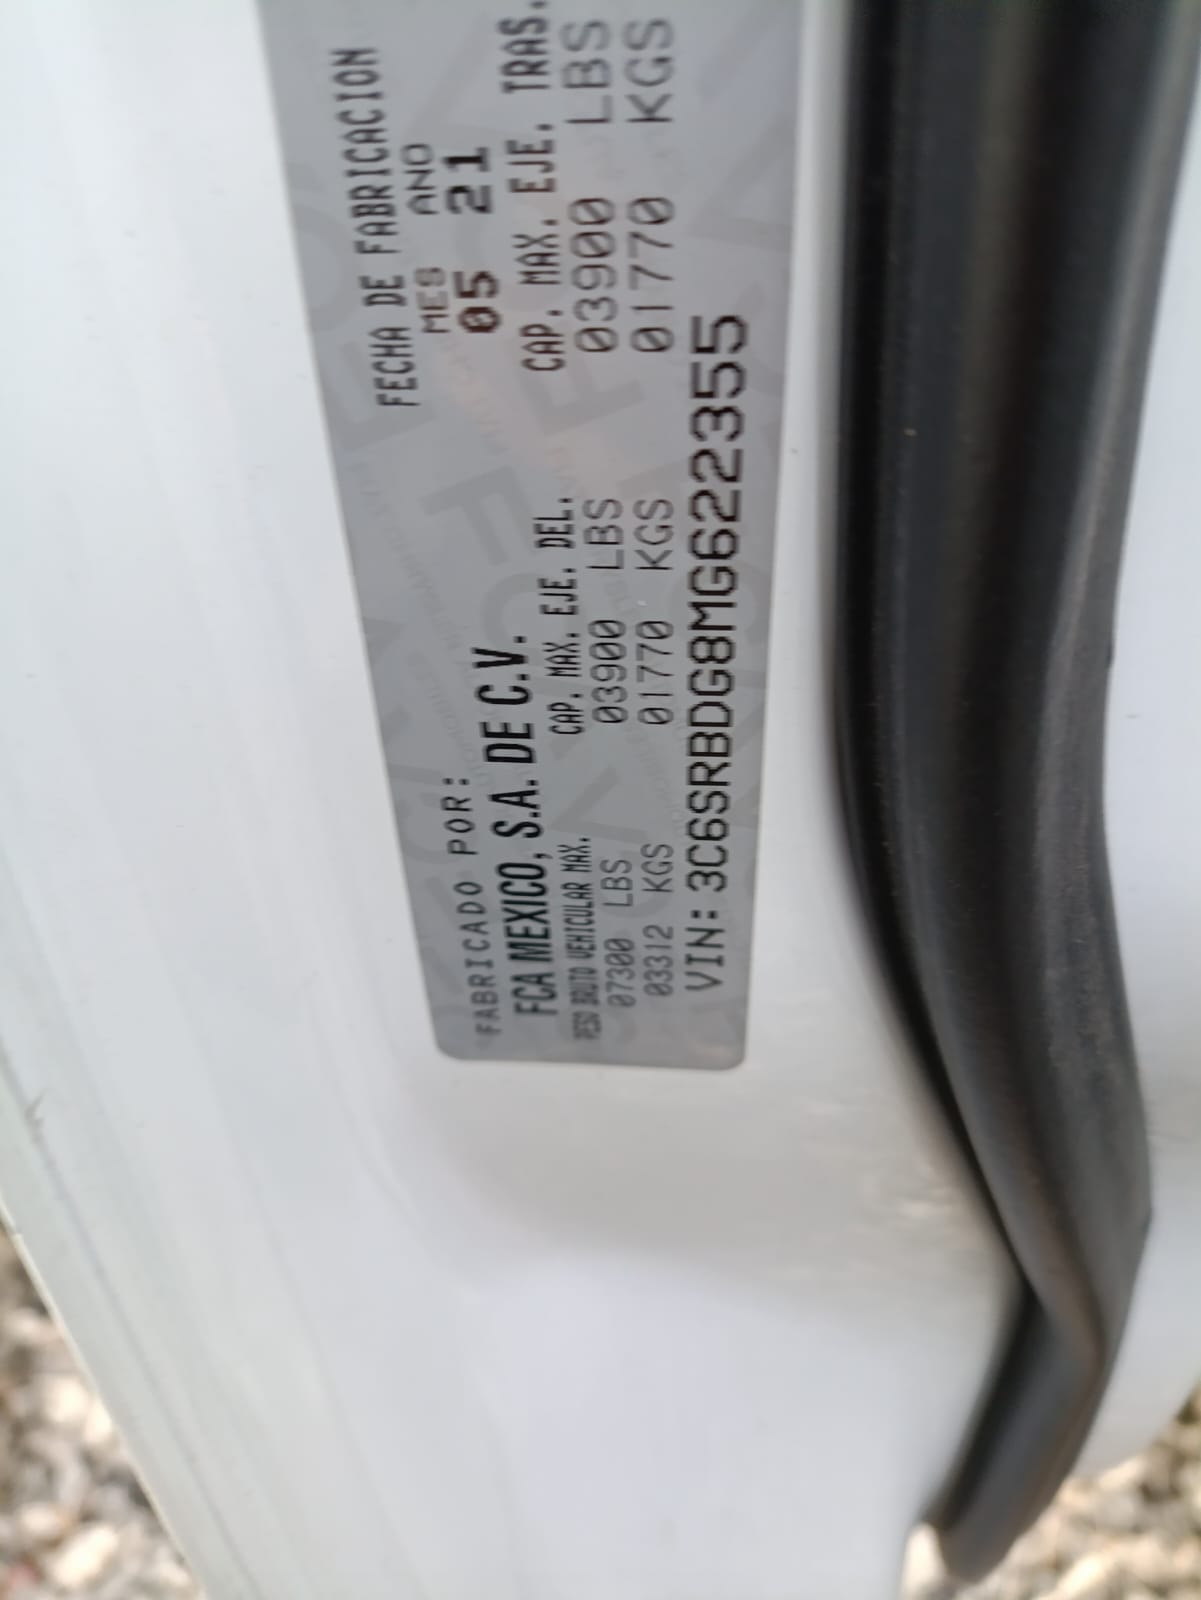 FABRICADO POR:
FECHA DE FABRICACION
MES ANO
FCA MEXICO, S.A. DE C.V.
05 21
PESO BRUTO VEHICULAR MAX. CAP. MAX. EJE. DEL. CAP. MAX. EJE. TRAS.
07300 LBS 03900 LBS 03900 LBS
03312 KGS 01770 KGS 01770 KGS
VIN: 3C6SRBDG8MG622355